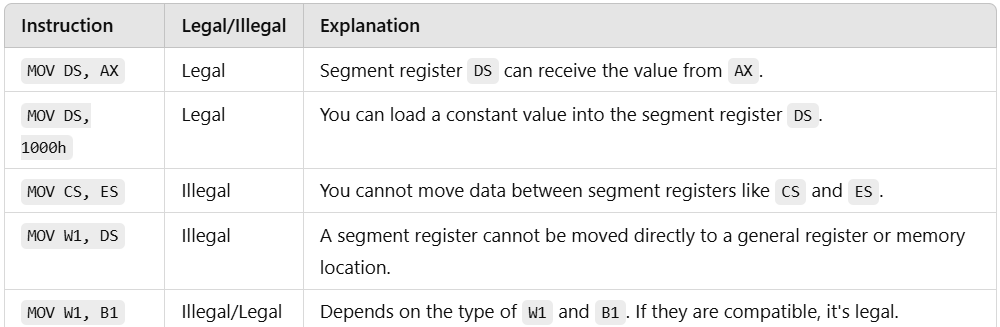 Instruction Legal/Illegal Explanation
MOV DS, AX Legal Segment register DS can receive the value from AX.
MOV DS, Legal You can load a constant value into the segment register DS.
1000h
MOV CS, ES Illegal You cannot move data between segment registers like CS and ES.
MOV W1, DS Illegal A segment register cannot be moved directly to a general register or memory
location.
MOV W1, B1 Illegal/Legal Depends on the type of W1 and B1. If they are compatible, it's legal.